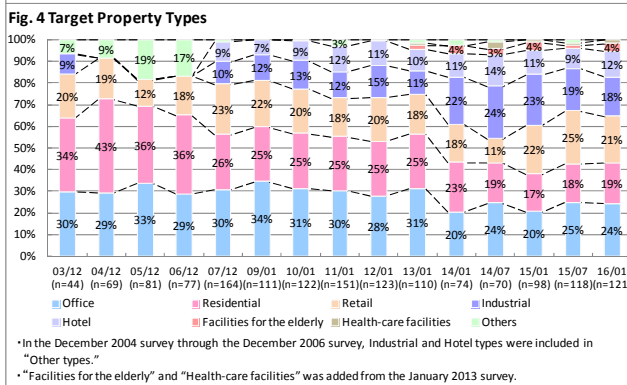 Fig. 4 Target Property Types
100%
90%
80%
70%
60%
50%
40%
30%
20%
10%
0%
7% 9% 19% 17% 9% 7% 9% 3% 12% 11% 10% 4% 11% 3% 14% 4% 11% 9% 4% 12%
9% 10% 12% 13% 12% 15% 11% 22% 24% 23% 19% 18%
20% 19% 12% 18% 23% 22% 20% 18% 20% 18% 18% 11% 22% 25% 21%
34% 43% 36% 36% 26% 25% 25% 25% 25% 25% 23% 19% 17% 18% 19%
30% 29% 33% 29% 30% 34% 31% 30% 28% 31% 20% 24% 20% 25% 24%
03/12 04/12 05/12 06/12 07/12 09/01 10/01 11/01 12/01 13/01 14/01 14/07 15/01 15/07 16/01
(n=44) (n=69) (n=81) (n=77) (n=164) (n=111) (n=122) (n=151) (n=123) (n=110) (n=74) (n=70) (n=98) (n=118) (n=121
Office Residential Retail Industrial
Hotel Facilities for the elderly Health-care facilities Others
・In the December 2004 survey through the December 2006 survey, Industrial and Hotel types were included in
"Other types."
・"Facilities for the elderly" and "Health-care facilities" was added from the January 2013 survey.